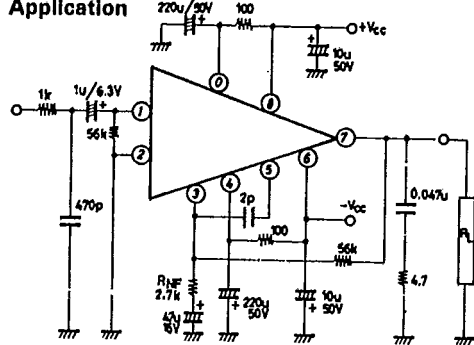 Application
220u/50V
100
+Vcc
10u
50V
1k
1u/6.3V
56k
470p
0
8
1
2
3
4
5
6
7
2p
100
-Vcc
56k
RNF
2.7k
47u
220u
50V
10u
50V
0.047u
4.7
RL